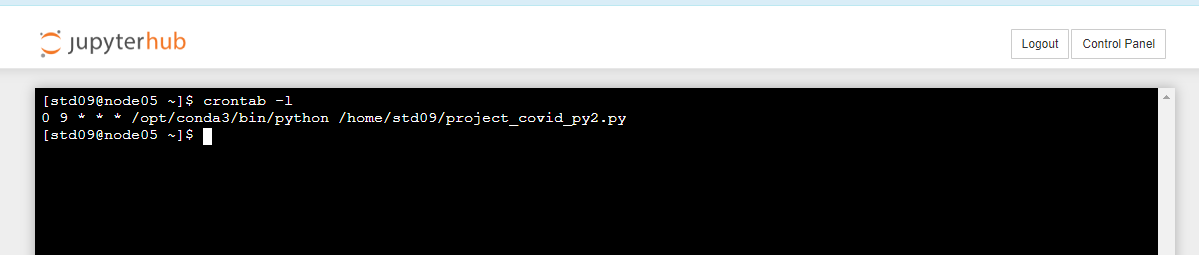 jupyterhub
Logout
Control Panel
[std09@node05 ~]$ crontab -l
0 9 * * * /opt/conda3/bin/python /home/std09/project_covid_py2.py
[std09@node05 ~]$